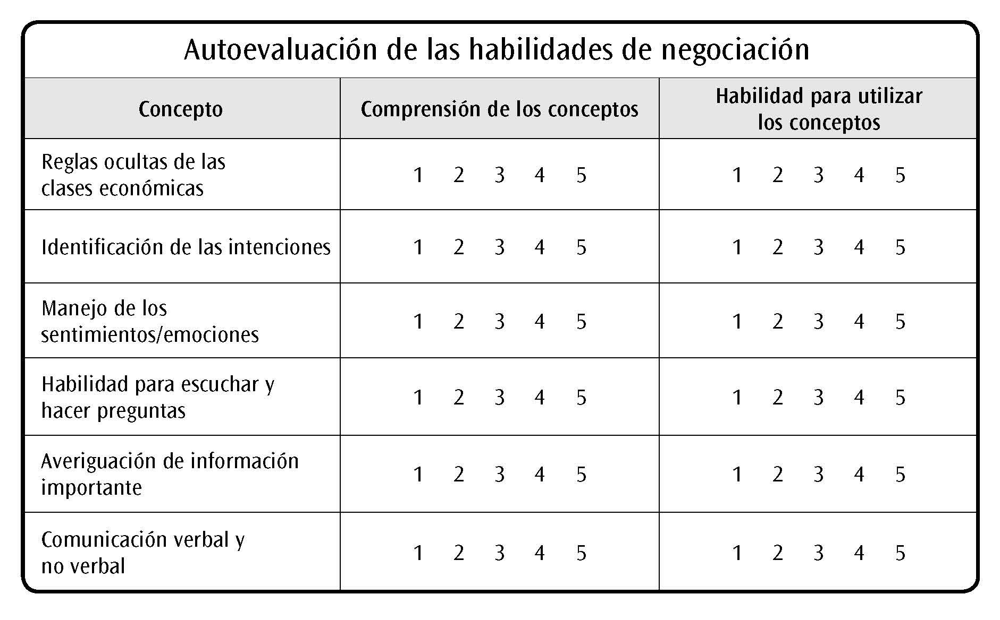 Autoevaluación de las habilidades de negociación
Concepto
Comprensión de los conceptos
Habilidad para utilizar
los conceptos
Reglas ocultas de las
clases económicas
1 2 3 4 5
1 2 3 4 5
Identificación de las intenciones
1 2 3 4 5
1 2 3 4 5
Manejo de los
sentimientos/emociones
1 2 3 4 5
1 2 3 4 5
Habilidad para escuchar y
hacer preguntas
1 2 3 4 5
1 2 3 4 5
Averiguación de información
importante
1 2 3 4 5
1 2 3 4 5
Comunicación verbal y
no verbal
1 2 3 4 5
1 2 3 4 5